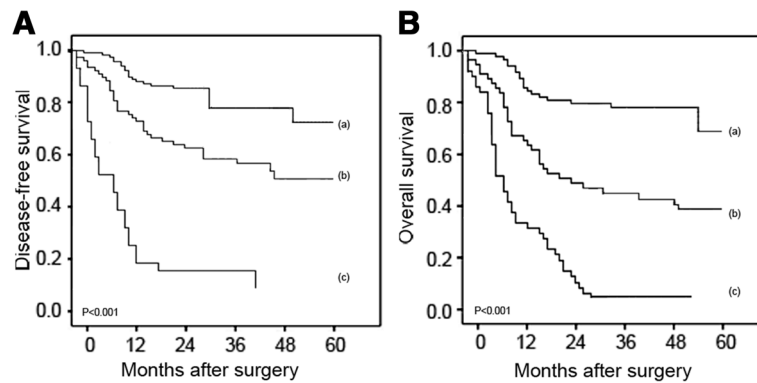 A
Disease-free survival
1.0
0.8
0.6
0.4
0.2
0.0
(a)
(b)
(c)
P<0.001
0 12 24 36 48 60
Months after surgery
B
Overall survival
1.0
0.8
0.6
0.4
0.2
0.0
(a)
(b)
(c)
P<0.001
0 12 24 36 48 60
Months after surgery